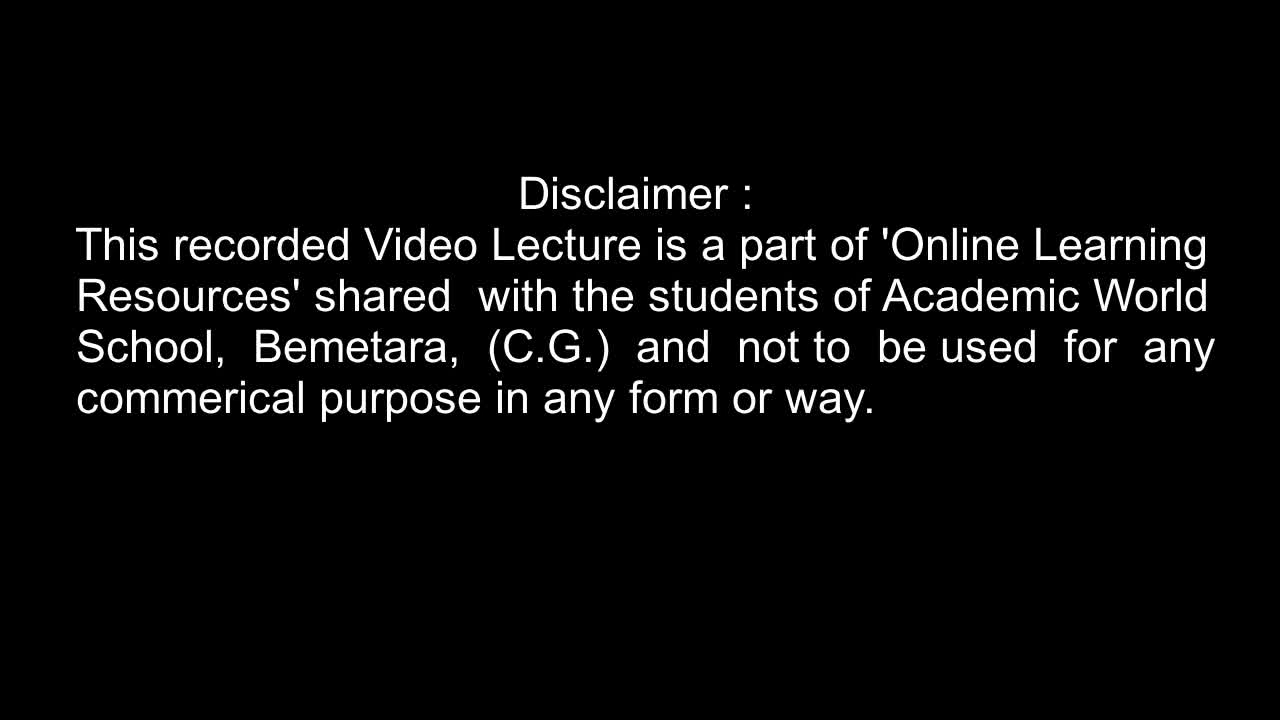 Disclaimer :
This recorded Video Lecture is a part of 'Online Learning
Resources' shared with the students of Academic World
School, Bemetara, (C.G.) and not to be used for any
commerical purpose in any form or way.